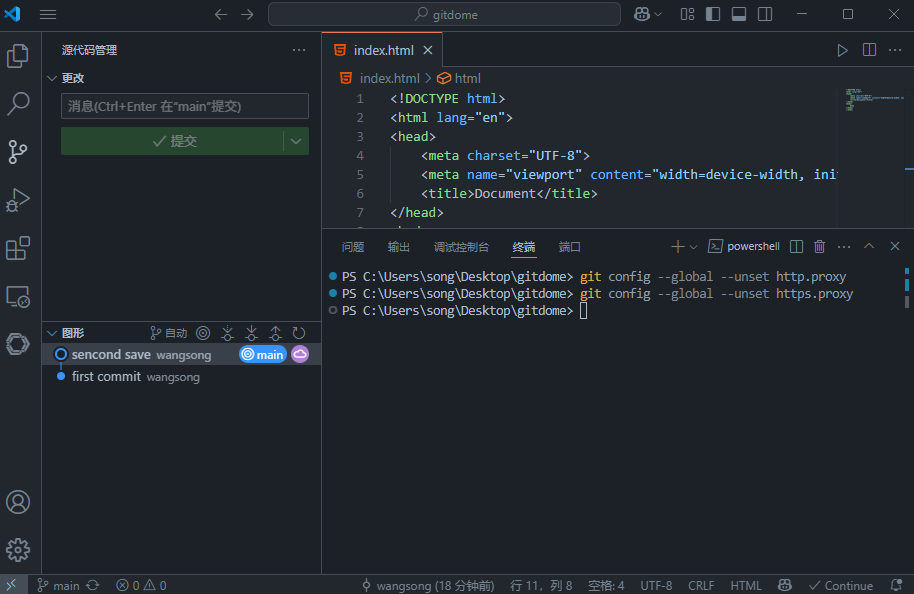 gitdome
源代码管理
更改
消息(Ctrl+Enter 在"main"提交)
提交
图形
自动
sencond save wangsong main
first commit wangsong
index.html
index.html > html
1 <!DOCTYPE html>
2 <html lang="en">
3 <head>
4 <meta charset="UTF-8">
5 <meta name="viewport" content="width=device-width, ini
6 <title>Document</title>
7 </head>
问题 输出 调试控制台 终端 端口 powershell
PS C:\Users\song\Desktop\gitdome> git config --global --unset http.proxy
PS C:\Users\song\Desktop\gitdome> git config --global --unset https.proxy
PS C:\Users\song\Desktop\gitdome>
main 0 0 wangsong (18 分钟前) 行 11，列 8 空格: 4 UTF-8 CRLF HTML Continue